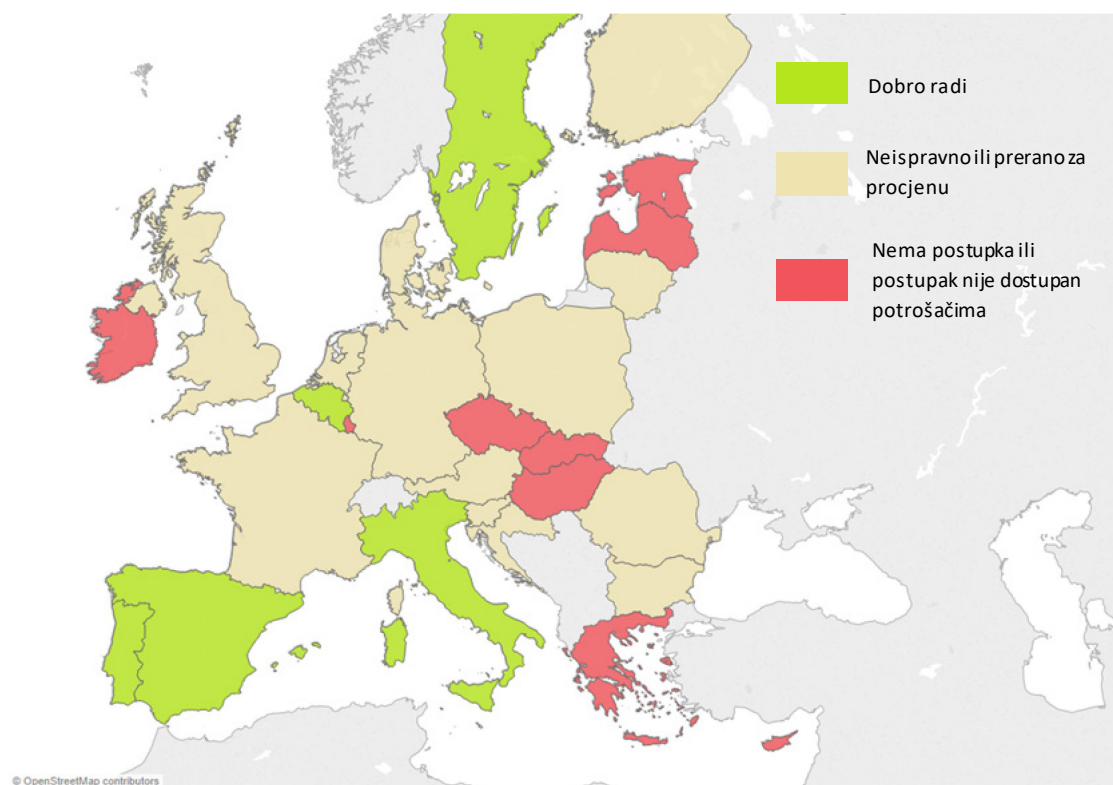 Dobro radi
Neispravno ili prerano za
procjenu
Nema postupka ili
postupak nije dostupan
potrošačima
© OpenStreetMap contributors